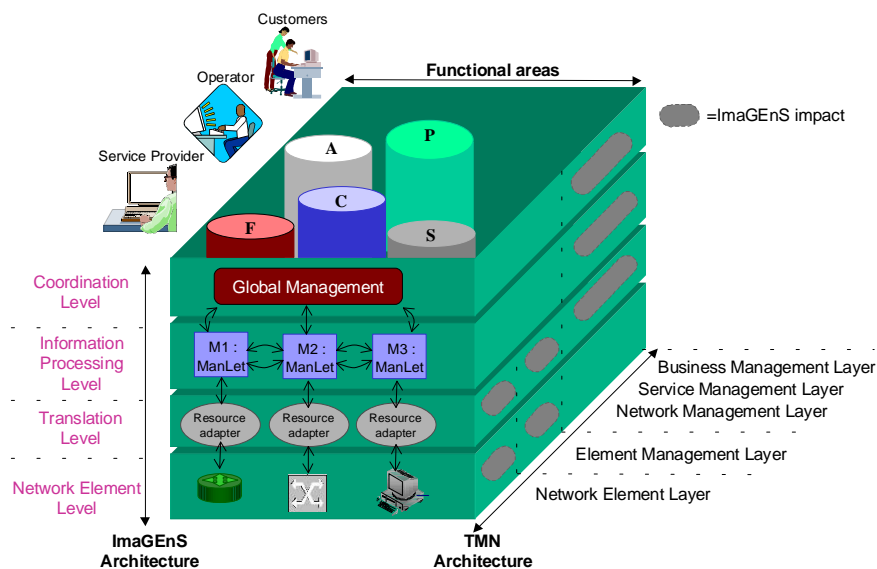 Customers
Functional areas
Operator
=ImaGEnS impact
Service Provider
A
P
C
F
S
Coordination
Level
Global Management
Information
Processing
Level
M1 :
ManLet
M2 :
ManLet
M3 :
ManLet
Business Management Layer
Service Management Layer
Network Management Layer
Translation
Level
Resource
adapter
Resource
adapter
Resource
adapter
Element Management Layer
Network Element
Level
Network Element Layer
ImaGEnS
Architecture
TMN
Architecture